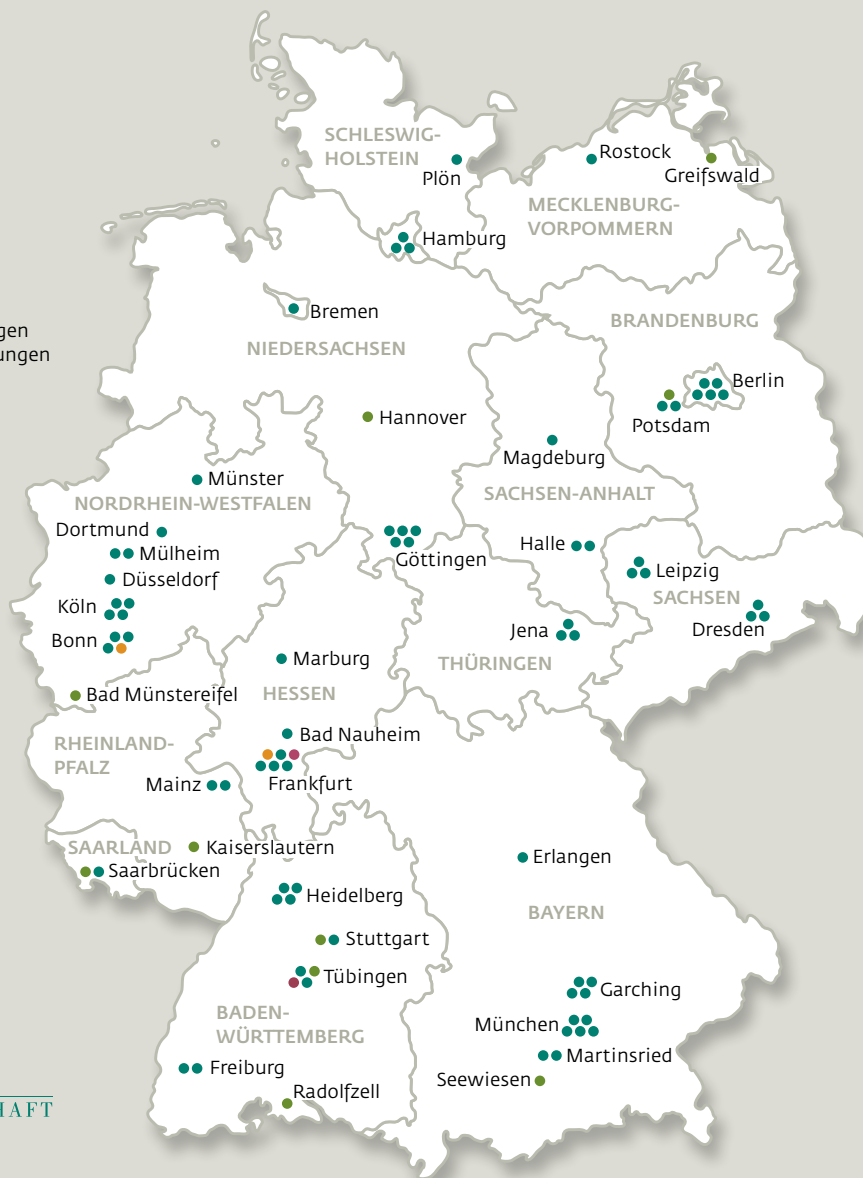 SCHLESWIG-
HOLSTEIN
Plön
Rostock
Greifswald
MECKLENBURG-
VORPOMMERN
Hamburg
Bremen
NIEDERSACHSEN
BRANDENBURG
gen
ungen
Berlin
Potsdam
Hannover
Magdeburg
SACHSEN-ANHALT
Münster
NORDRHEIN-WESTFALEN
Dortmund
Mülheim
Düsseldorf
Köln
Bonn
Göttingen
Halle
Leipzig
SACHSEN
Dresden
Jena
THÜRINGEN
Marburg
HESSEN
Bad Münstereifel
Bad Nauheim
RHEINLAND-
PFALZ
Frankfurt
Mainz
SAARLAND
Kaiserslautern
Saarbrücken
Erlangen
Heidelberg
BAYERN
Stuttgart
Tübingen
Garching
BADEN-
WÜRTTEMBERG
München
Martinsried
Freiburg
Seewiesen
Radolfzell
HAFT